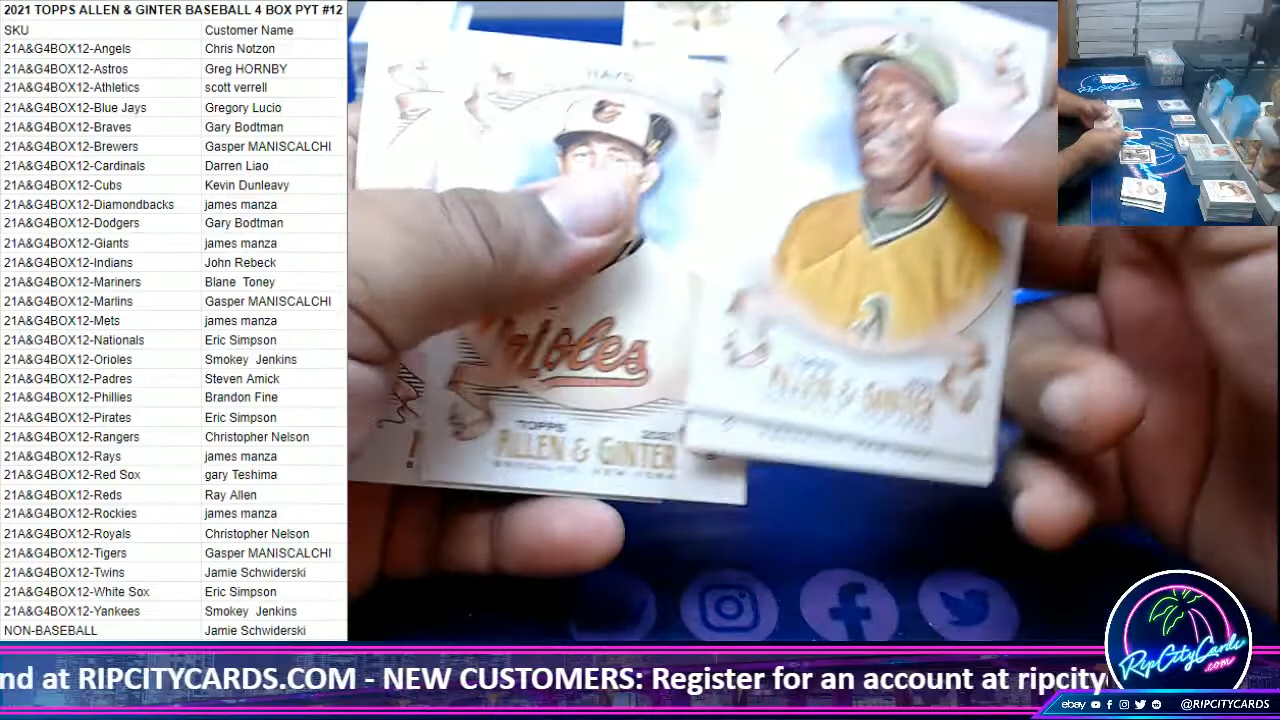 2021 TOPPS ALLEN & GINTER BASEBALL 4 BOX PYT #12
SKU Customer Name
21A&G4BOX12-Angels Chris Notzon
21A&G4BOX12-Astros Greg HORNBY
21A&G4BOX12-Athletics scott verrell
21A&G4BOX12-Blue Jays Gregory Lucio
21A&G4BOX12-Braves Gary Bodtman
21A&G4BOX12-Brewers Gasper MANISCALCHI
21A&G4BOX12-Cardinals Darren Liao
21A&G4BOX12-Cubs Kevin Dunleavy
21A&G4BOX12-Diamondbacks james manza
21A&G4BOX12-Dodgers Gary Bodtman
21A&G4BOX12-Giants james manza
21A&G4BOX12-Indians John Rebeck
21A&G4BOX12-Mariners Blane Toney
21A&G4BOX12-Marlins Gasper MANISCALCHI
21A&G4BOX12-Mets james manza
21A&G4BOX12-Nationals Eric Simpson
21A&G4BOX12-Orioles Smokey Jenkins
21A&G4BOX12-Padres Steven Amick
21A&G4BOX12-Phillies Brandon Fine
21A&G4BOX12-Pirates Eric Simpson
21A&G4BOX12-Rangers Christopher Nelson
21A&G4BOX12-Rays james manza
21A&G4BOX12-Red Sox gary Teshima
21A&G4BOX12-Reds Ray Allen
21A&G4BOX12-Rockies james manza
21A&G4BOX12-Royals Christopher Nelson
21A&G4BOX12-Tigers Gasper MANISCALCHI
21A&G4BOX12-Twins Jamie Schwiderski
21A&G4BOX12-White Sox Eric Simpson
21A&G4BOX12-Yankees Smokey Jenkins
NON-BASEBALL Jamie Schwiderski
HAYS
Orioles
TOPPS 2021
ALLEN & GINTER
BROOKLYN NEW YORK
A
ALLEN & GINTER
RipCityCards
.com
nd at RIPCITYCARDS.COM - NEW CUSTOMERS: Register for an account at ripcity
ebay @RIPCITYCARDS